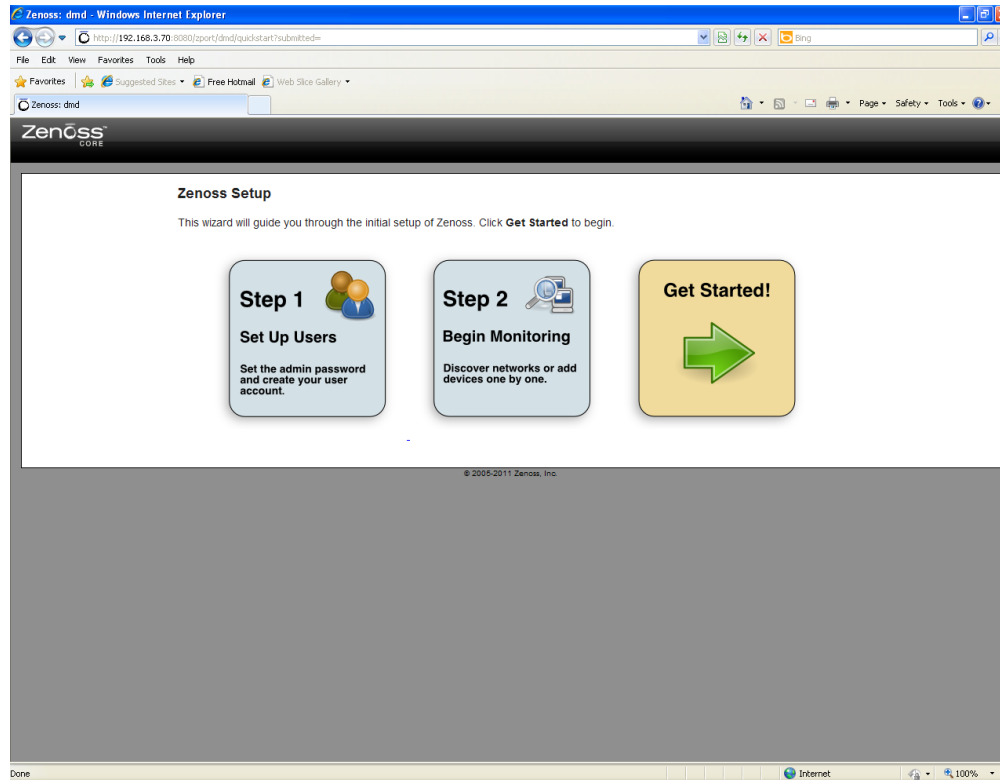 Zenoss: dmd - Windows Internet Explorer
http://192.168.3.70:8080/zport/dmd/quickstart?submitted=
Bing
File Edit View Favorites Tools Help
Favorites Suggested Sites Free Hotmail Web Slice Gallery
Zenoss: dmd
Page Safety Tools
Zenōss™
CORE
Zenoss Setup
This wizard will guide you through the initial setup of Zenoss. Click Get Started to begin.
Step 1
Set Up Users
Set the admin password
and create your user
account.
Step 2
Begin Monitoring
Discover networks or add
devices one by one.
Get Started!
© 2005-2011 Zenoss, Inc.
Done
Internet
100%